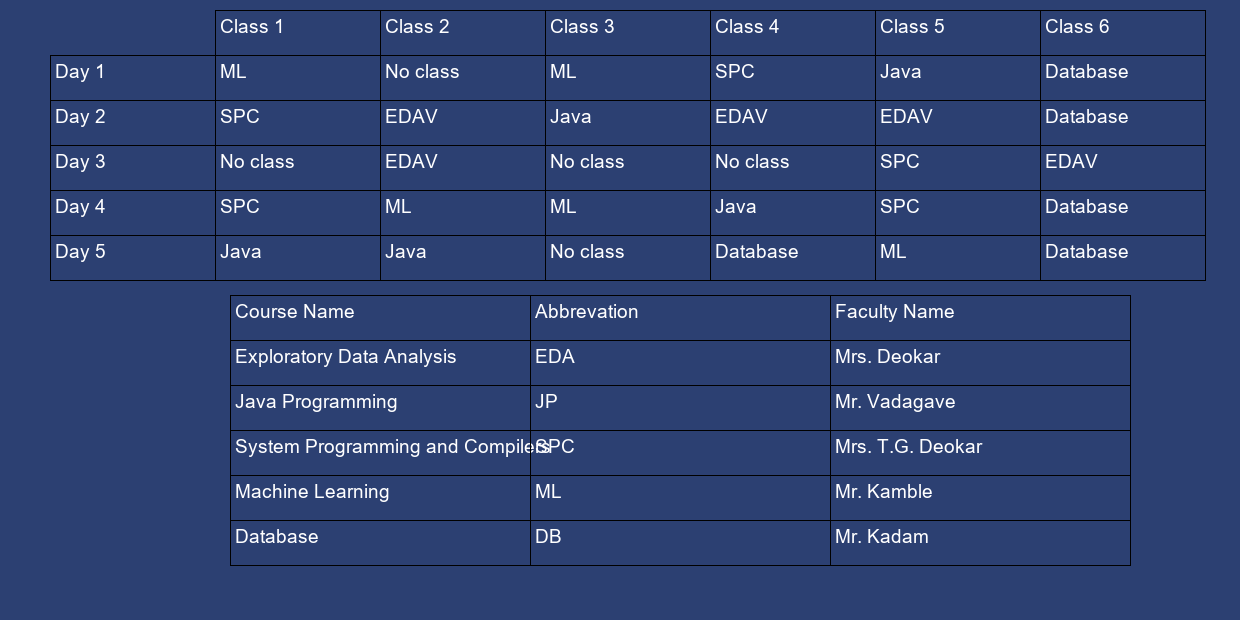 Class 1 Class 2 Class 3 Class 4 Class 5 Class 6
Day 1 ML No class ML SPC Java Database
Day 2 SPC EDAV Java EDAV EDAV Database
Day 3 No class EDAV No class No class SPC EDAV
Day 4 SPC ML ML Java SPC Database
Day 5 Java Java No class Database ML Database
Course Name Abbrevation Faculty Name
Exploratory Data Analysis EDA Mrs. Deokar
Java Programming JP Mr. Vadagave
System Programming and Compilers SPC Mrs. T.G. Deokar
Machine Learning ML Mr. Kamble
Database DB Mr. Kadam